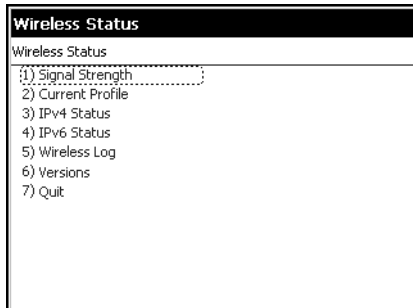 Wireless Status
Wireless Status
1) Signal Strength
2) Current Profile
3) IPv4 Status
4) IPv6 Status
5) Wireless Log
6) Versions
7) Quit